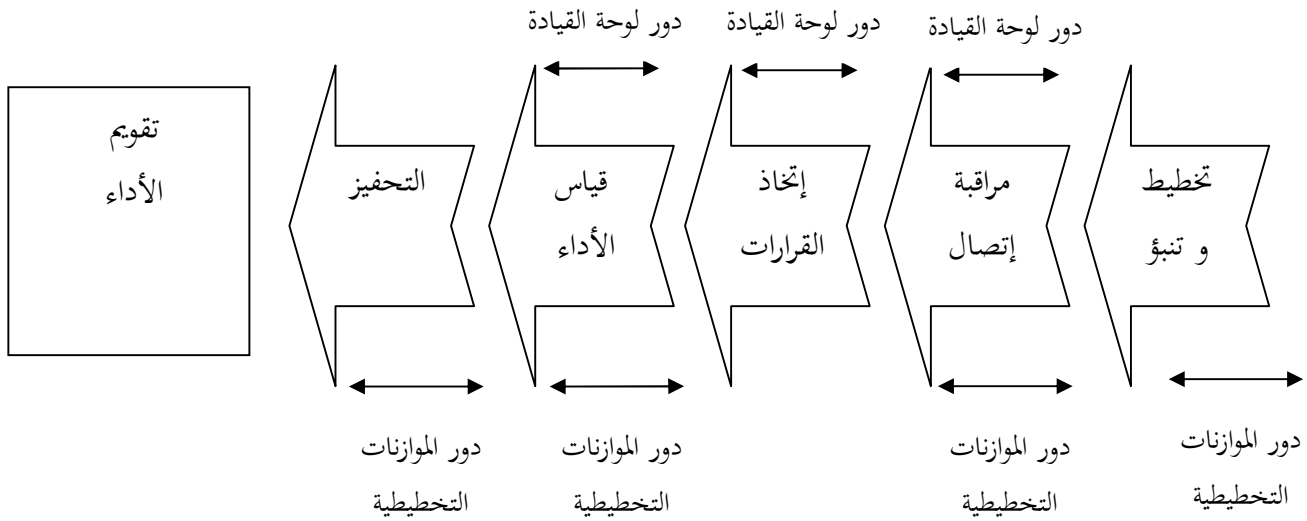 دور لوحة القيادة
دور لوحة القيادة
دور لوحة القيادة
تخطيط
و تنبؤ
مراقبة
إتصال
إتخاذ
القرارات
قياس
الأداء
التحفيز
تقويم
الأداء
دور الموازنات
التخطيطية
دور الموازنات
التخطيطية
دور الموازنات
التخطيطية
دور الموازنات
التخطيطية